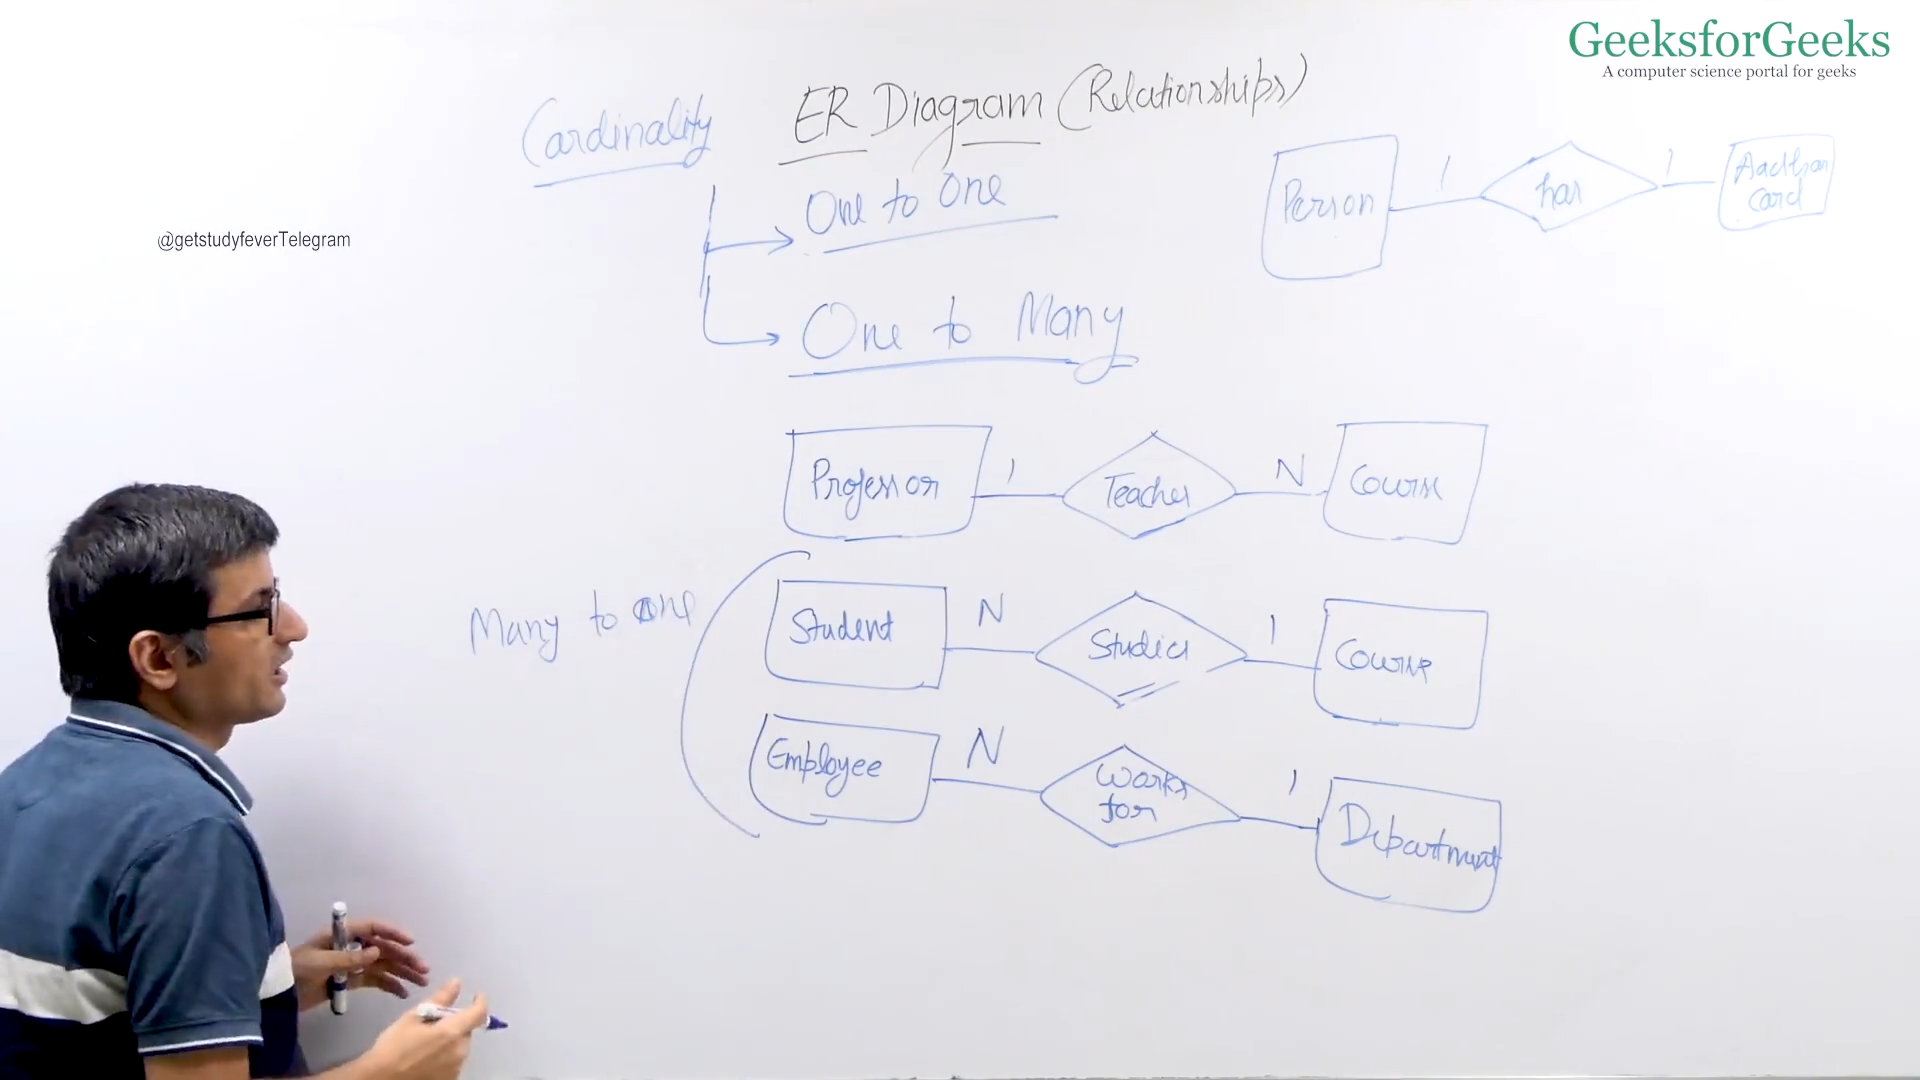 GeeksforGeeks
A computer science portal for geeks
Cardinality
ER Diagram (Relationships)
One to One
Person 1 has 1 Aadhar
Card
@getstudyfeverTelegram
One to Many
Professor 1 Teaches N Course
Many to One
Student N Studies 1 Course
Employee N Works
for 1 Department